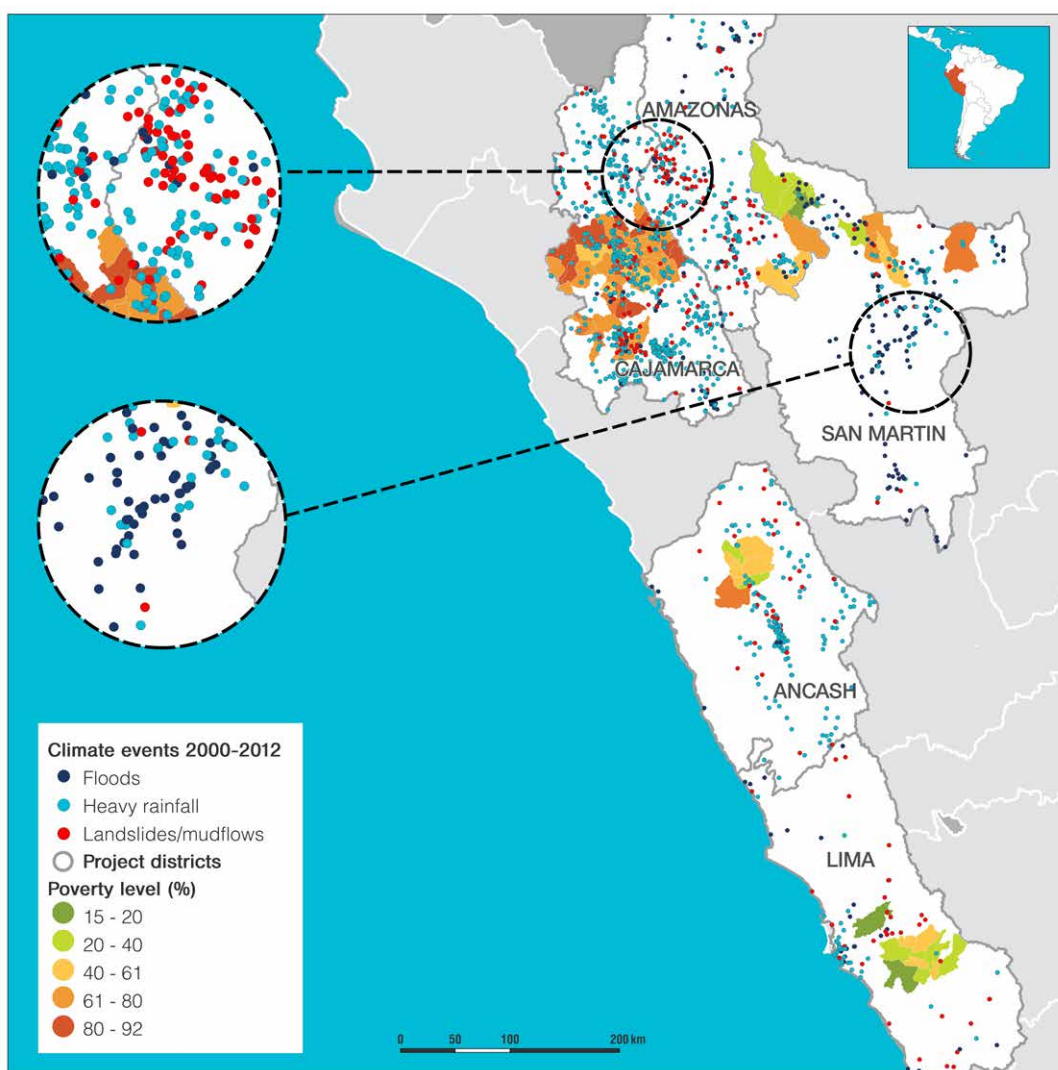 AMAZONAS
CAJAMARCA
SAN MARTIN
ANCASH
LIMA
Climate events 2000-2012
Floods
Heavy rainfall
Landslides/mudflows
Project districts
Poverty level (%)
15 - 20
20 - 40
40 - 61
61 - 80
80 - 92
0 50 100 200 km